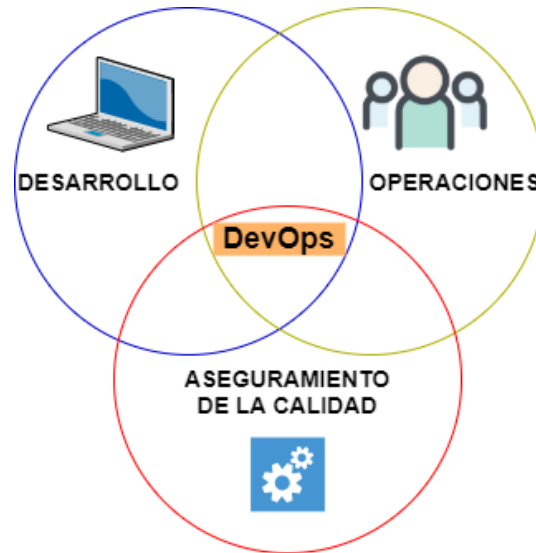 DESARROLLO
OPERACIONES
DevOps
ASEGURAMIENTO
DE LA CALIDAD